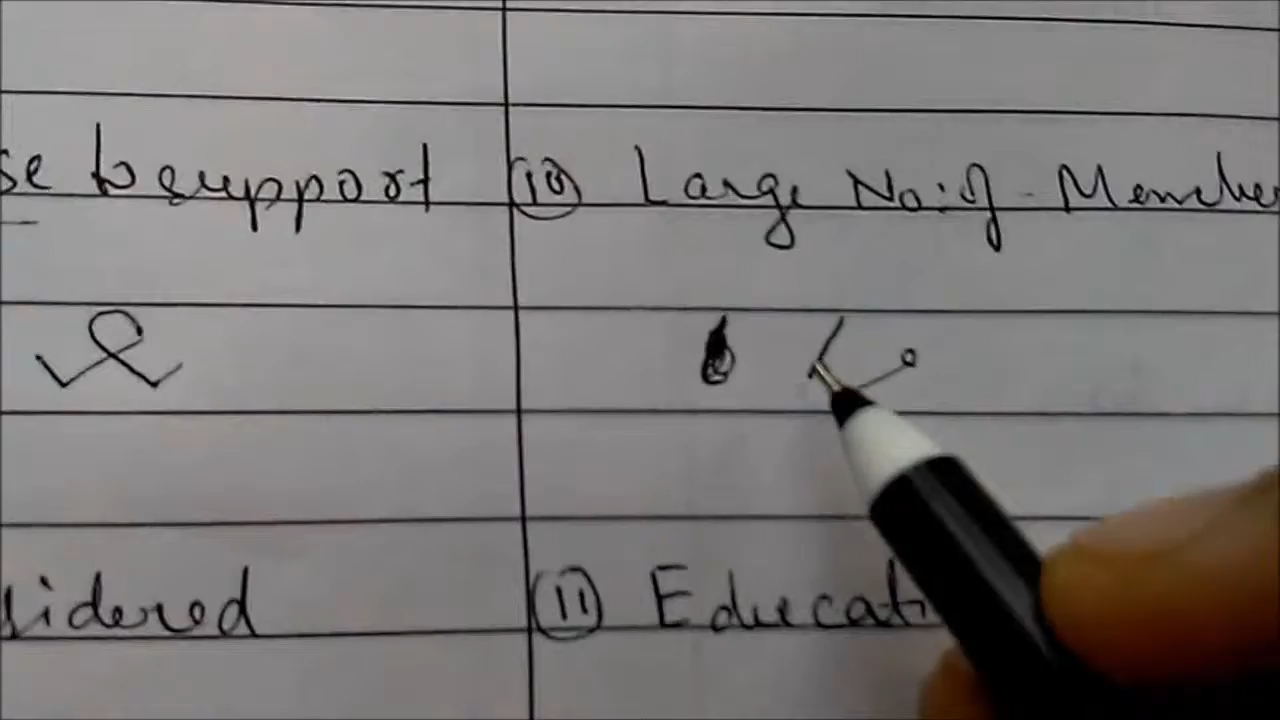 se to support
⑩ Large No: of - Member
sidered
⑪ Educati